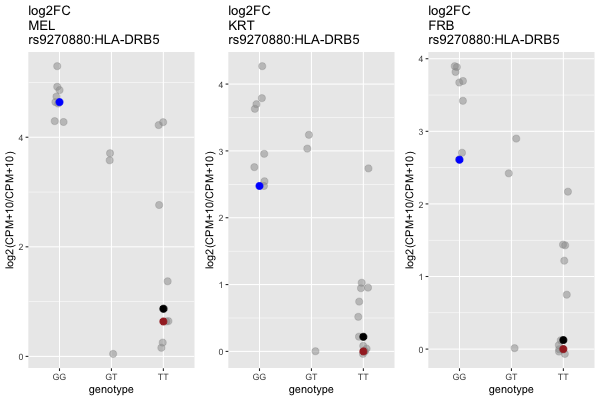 log2FC
MEL
rs9270880:HLA-DRB5
log2(CPM+10/CPM+10)
4
2
0
GG GT TT
genotype
log2FC
KRT
rs9270880:HLA-DRB5
log2(CPM+10/CPM+10)
4
3
2
1
0
GG GT TT
genotype
log2FC
FRB
rs9270880:HLA-DRB5
log2(CPM+10/CPM+10)
4
3
2
1
0
GG GT TT
genotype